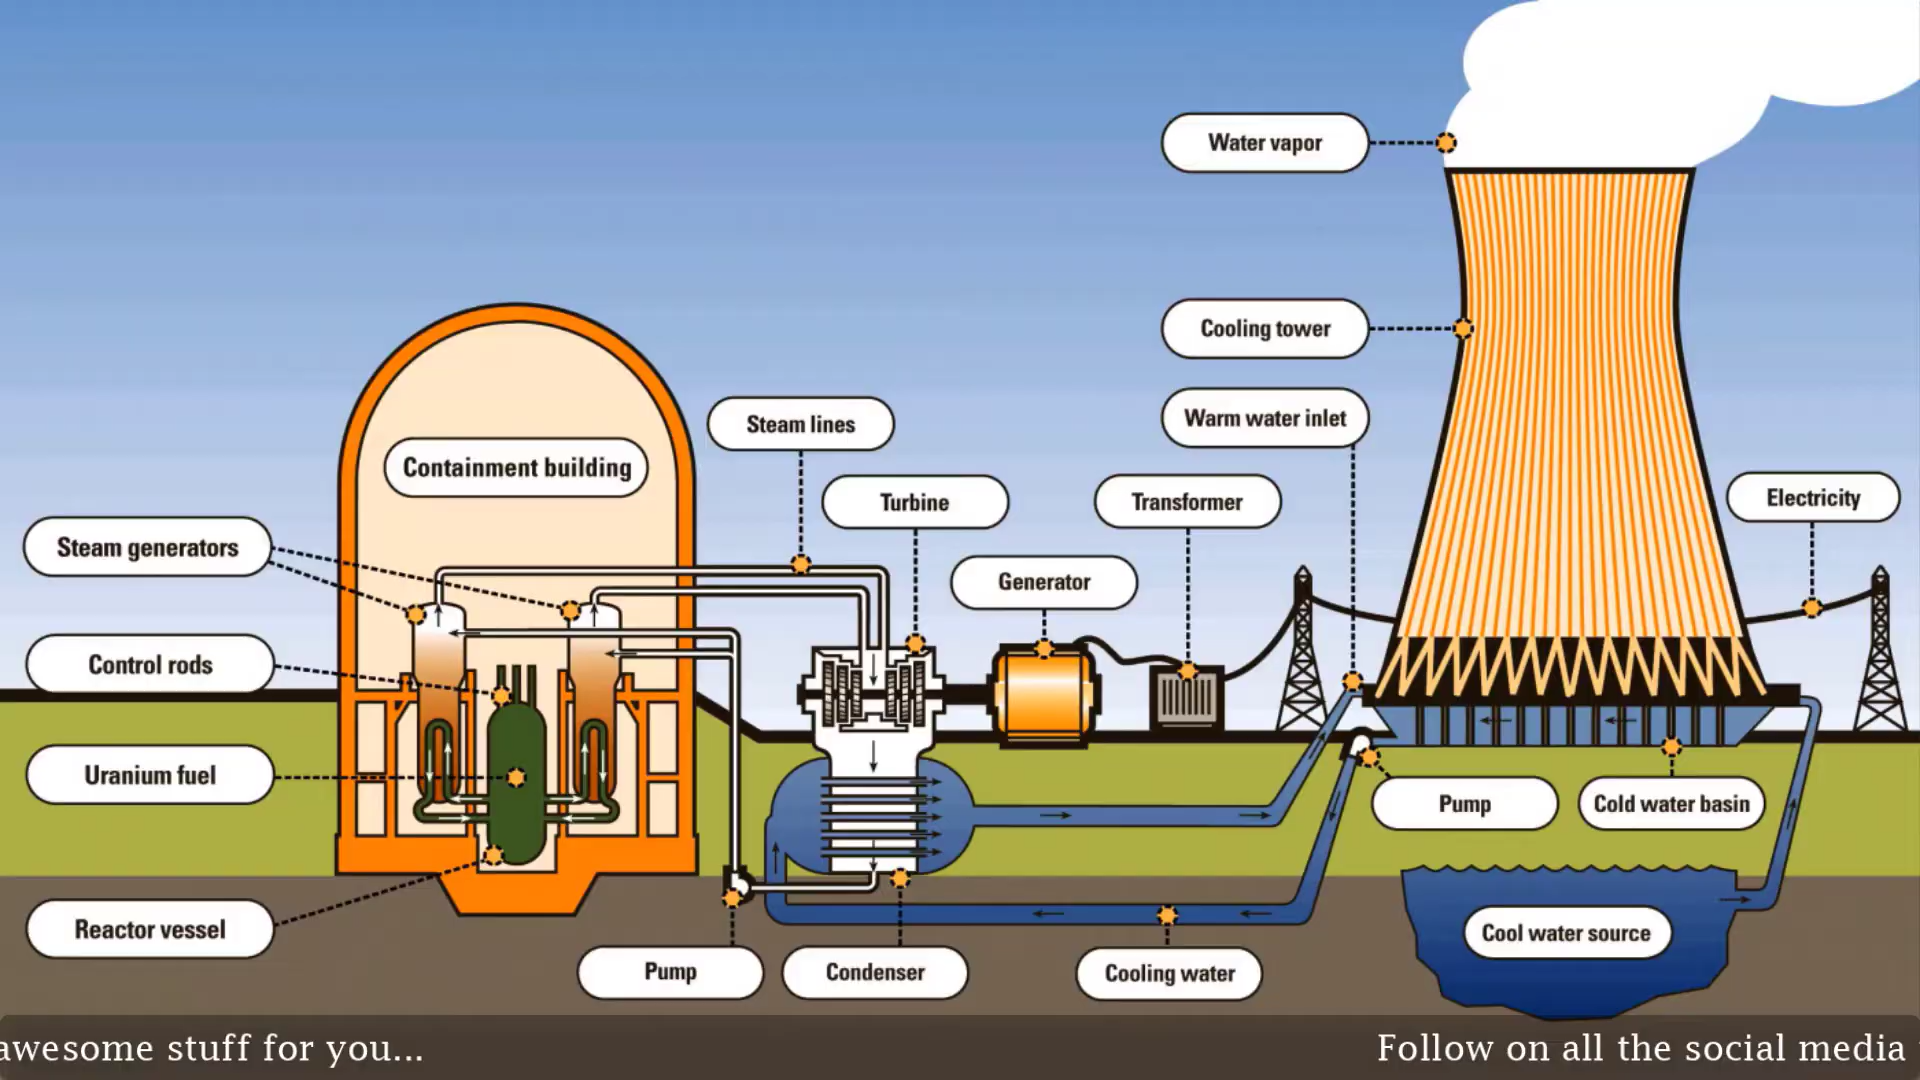 Water vapor
Cooling tower
Warm water inlet
Steam lines
Containment building
Turbine
Transformer
Electricity
Steam generators
Generator
Control rods
Uranium fuel
Pump
Cold water basin
Reactor vessel
Cool water source
Pump
Condenser
Cooling water
awesome stuff for you...
Follow on all the social media